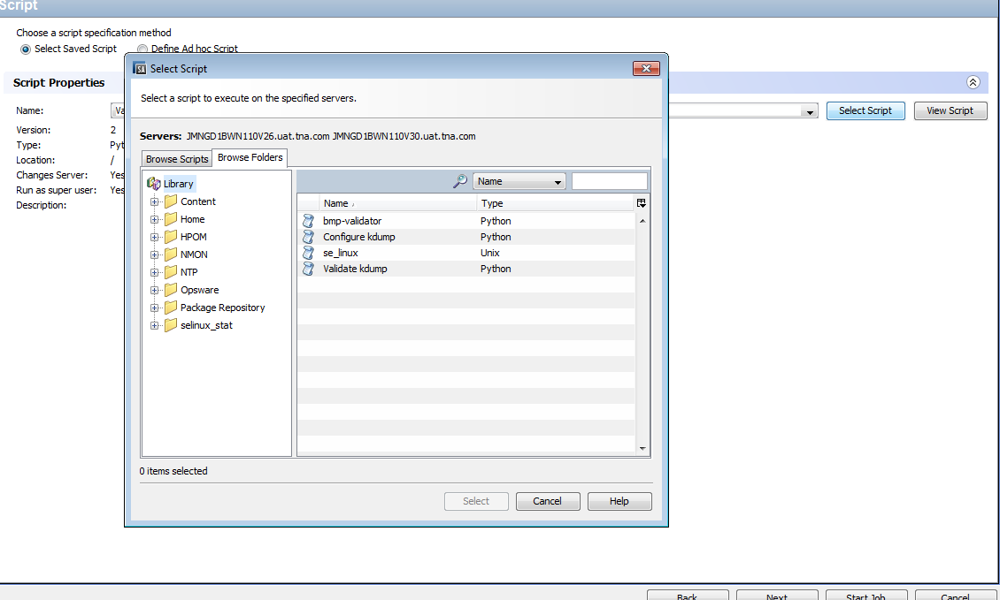 Script
Choose a script specification method
Select Saved Script Define Ad hoc Script
SA Select Script
Script Properties
Select a script to execute on the specified servers.
Name: Va Select Script View Script
Version: 2
Servers: JMNGD1BWN110V26.uat.tna.com JMNGD1BWN110V30.uat.tna.com
Type: Pyt
Location: /
Browse Scripts Browse Folders
Changes Server: Yes
Run as super user: Yes
Description:
Library
Content
Home
HPOM
NMON
NTP
Opsware
Package Repository
selinux_stat
Name
Name Type
bmp-validator Python
Configure kdump Python
se_linux Unix
Validate kdump Python
0 items selected
Select Cancel Help
Back Next Start Job Cancel